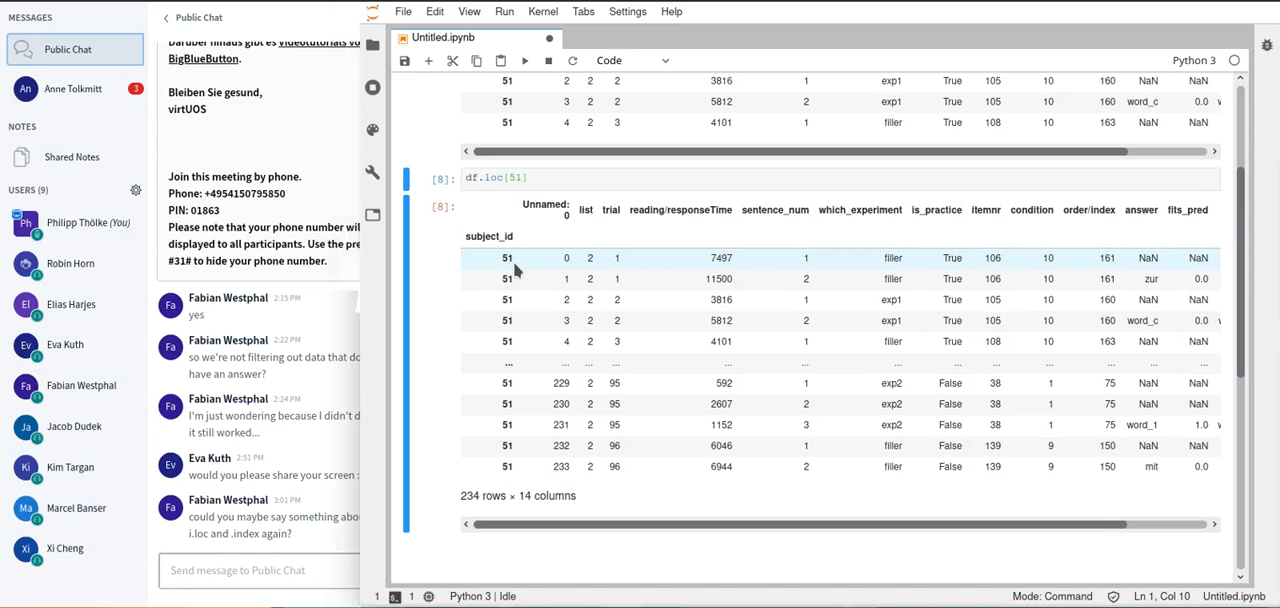 MESSAGES
Public Chat
An Anne Tolkmitt 3
NOTES
Shared Notes
USERS (9)
Ph Philipp Thölke (You)
Robin Horn
El Elias Harjes
Ev Eva Kuth
Fa Fabian Westphal
Ja Jacob Dudek
Ki Kim Targan
Ma Marcel Banser
Xi Xi Cheng
Public Chat
Darüber hinaus gibt es Videotutorials vo
BigBlueButton.
Bleiben Sie gesund,
virtUOS
Join this meeting by phone.
Phone: +4954150795850
PIN: 01863
Please note that your phone number wil
displayed to all participants. Use the pre
#31# to hide your phone number.
Fa Fabian Westphal 2:15 PM
yes
Fa Fabian Westphal 2:22 PM
so we're not filtering out data that do
have an answer?
Fa Fabian Westphal 2:24 PM
I'm just wondering because I didn't d
it still worked...
Ev Eva Kuth 2:51 PM
would you please share your screen :
Fa Fabian Westphal 3:01 PM
could you maybe say something abou
i.loc and .index again?
Send message to Public Chat
File Edit View Run Kernel Tabs Settings Help
Untitled.ipynb
Code Python 3
51 2 2 2 3816 1 exp1 True 105 10 160 NaN NaN
51 3 2 2 5812 2 exp1 True 105 10 160 word_c 0.0
51 4 2 3 4101 1 filler True 108 10 163 NaN NaN
[8]: df.loc[51]
[8]: Unnamed: 0 list trial reading/responseTime sentence_num which_experiment is_practice itemnr condition order/index answer fits_pred
subject_id
51 0 2 1 7497 1 filler True 106 10 161 NaN NaN
51 1 2 1 11500 2 filler True 106 10 161 zur 0.0
51 2 2 2 3816 1 exp1 True 105 10 160 NaN NaN
51 3 2 2 5812 2 exp1 True 105 10 160 word_c 0.0
51 4 2 3 4101 1 filler True 108 10 163 NaN NaN
... ... ... ... ... ... ... ... ... ... ... ... ...
51 229 2 95 592 1 exp2 False 38 1 75 NaN NaN
51 230 2 95 2607 2 exp2 False 38 1 75 NaN NaN
51 231 2 95 1152 3 exp2 False 38 1 75 word_1 1.0
51 232 2 96 6046 1 filler False 139 9 150 NaN NaN
51 233 2 96 6944 2 filler False 139 9 150 mit 0.0
234 rows × 14 columns
1 1 Python 3 | Idle Mode: Command Ln 1, Col 10 Untitled.ipynb